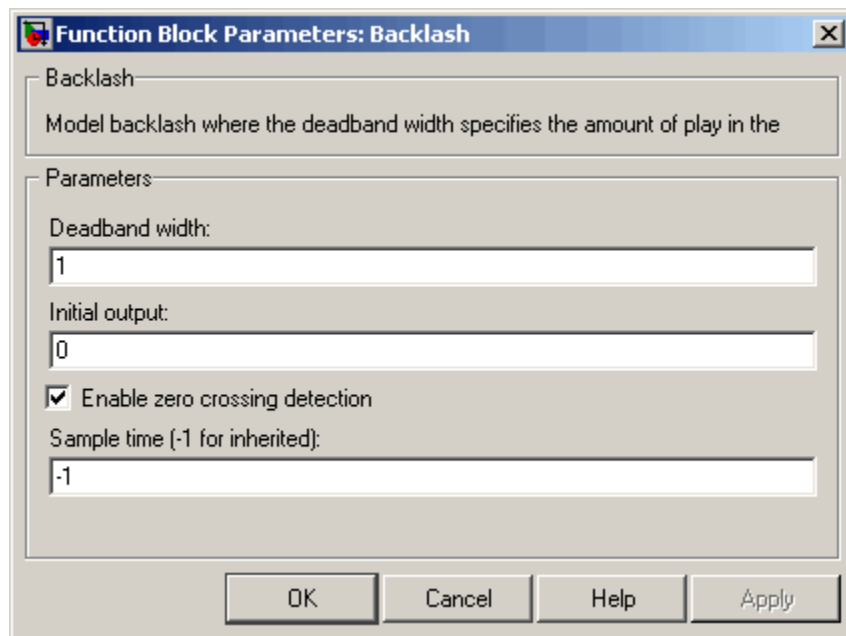 Function Block Parameters: Backlash
Backlash
Model backlash where the deadband width specifies the amount of play in the
Parameters
Deadband width:
1
Initial output:
0
Enable zero crossing detection
Sample time (-1 for inherited):
-1
OK Cancel Help Apply